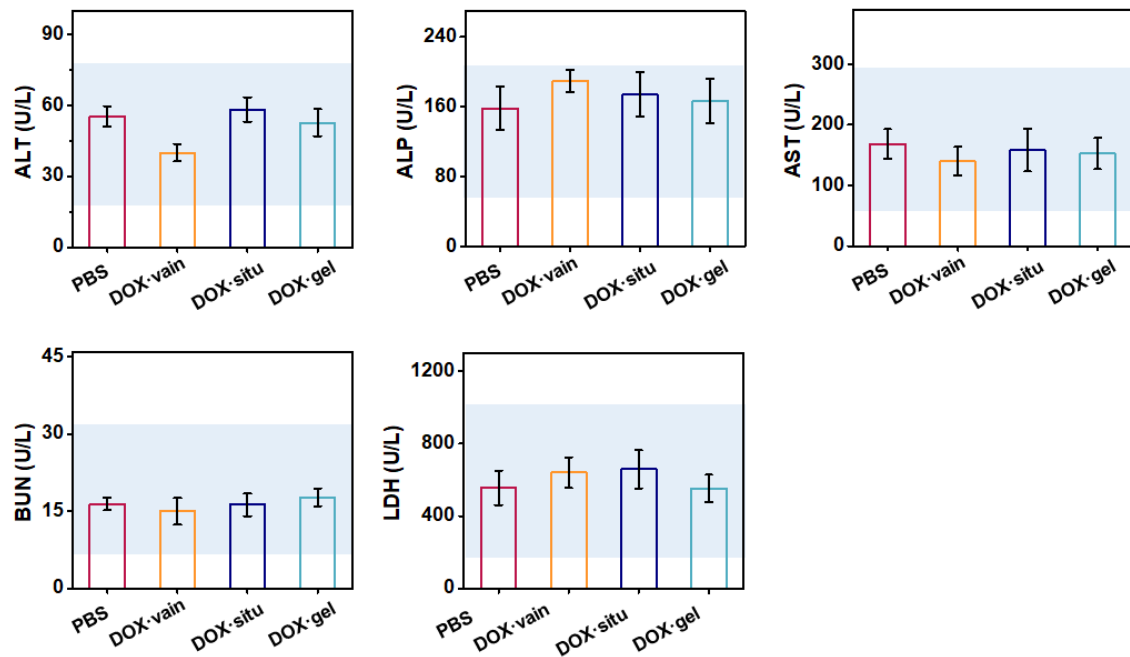 ALT (U/L)
90
60
30
0
PBS
DOX·vain
DOX·situ
DOX·gel
ALP (U/L)
240
160
80
0
PBS
DOX·vain
DOX·situ
DOX·gel
AST (U/L)
300
200
100
0
PBS
DOX·vain
DOX·situ
DOX·gel
BUN (U/L)
45
30
15
0
PBS
DOX·vain
DOX·situ
DOX·gel
LDH (U/L)
1200
800
400
0
PBS
DOX·vain
DOX·situ
DOX·gel